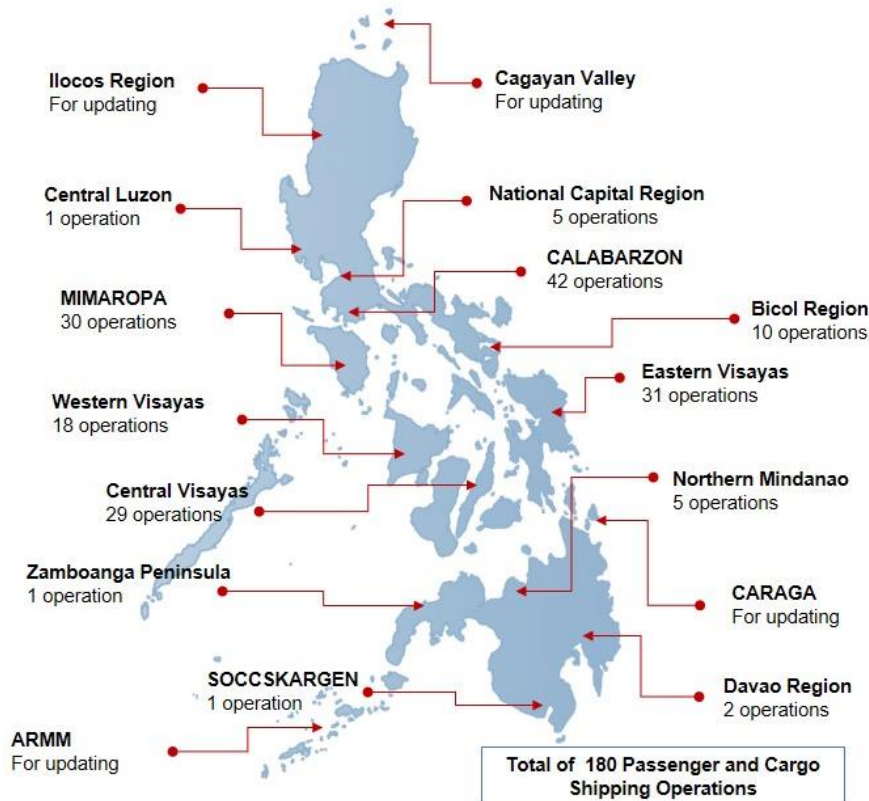 Ilocos Region
For updating
Cagayan Valley
For updating
Central Luzon
1 operation
National Capital Region
5 operations
CALABARZON
42 operations
MIMAROPA
30 operations
Bicol Region
10 operations
Eastern Visayas
31 operations
Western Visayas
18 operations
Northern Mindanao
5 operations
Central Visayas
29 operations
Zamboanga Peninsula
1 operation
CARAGA
For updating
SOCCSKARGEN
1 operation
Davao Region
2 operations
ARMM
For updating
Total of 180 Passenger and Cargo
Shipping Operations